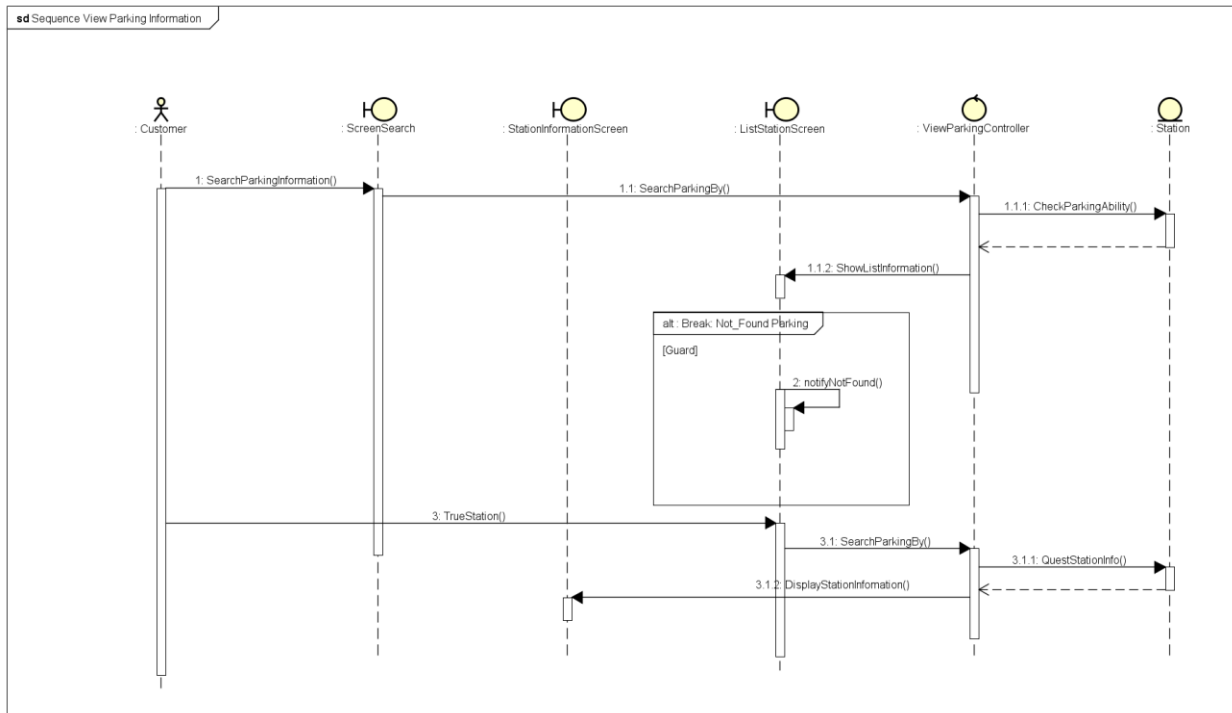 sd Sequence View Parking Information
: Customer
: ScreenSearch
: StationInformationScreen
: ListStationScreen
: ViewParkingController
: Station
1: SearchParkingInformation()
1.1: SearchParkingBy()
1.1.1: CheckParkingAbility()
1.1.2: ShowListInformation()
alt : Break: Not_Found Parking
[Guard]
2: notifyNotFound()
3: TrueStation()
3.1: SearchParkingBy()
3.1.1: QuestStationInfo()
3.1.2: DisplayStationInfomation()